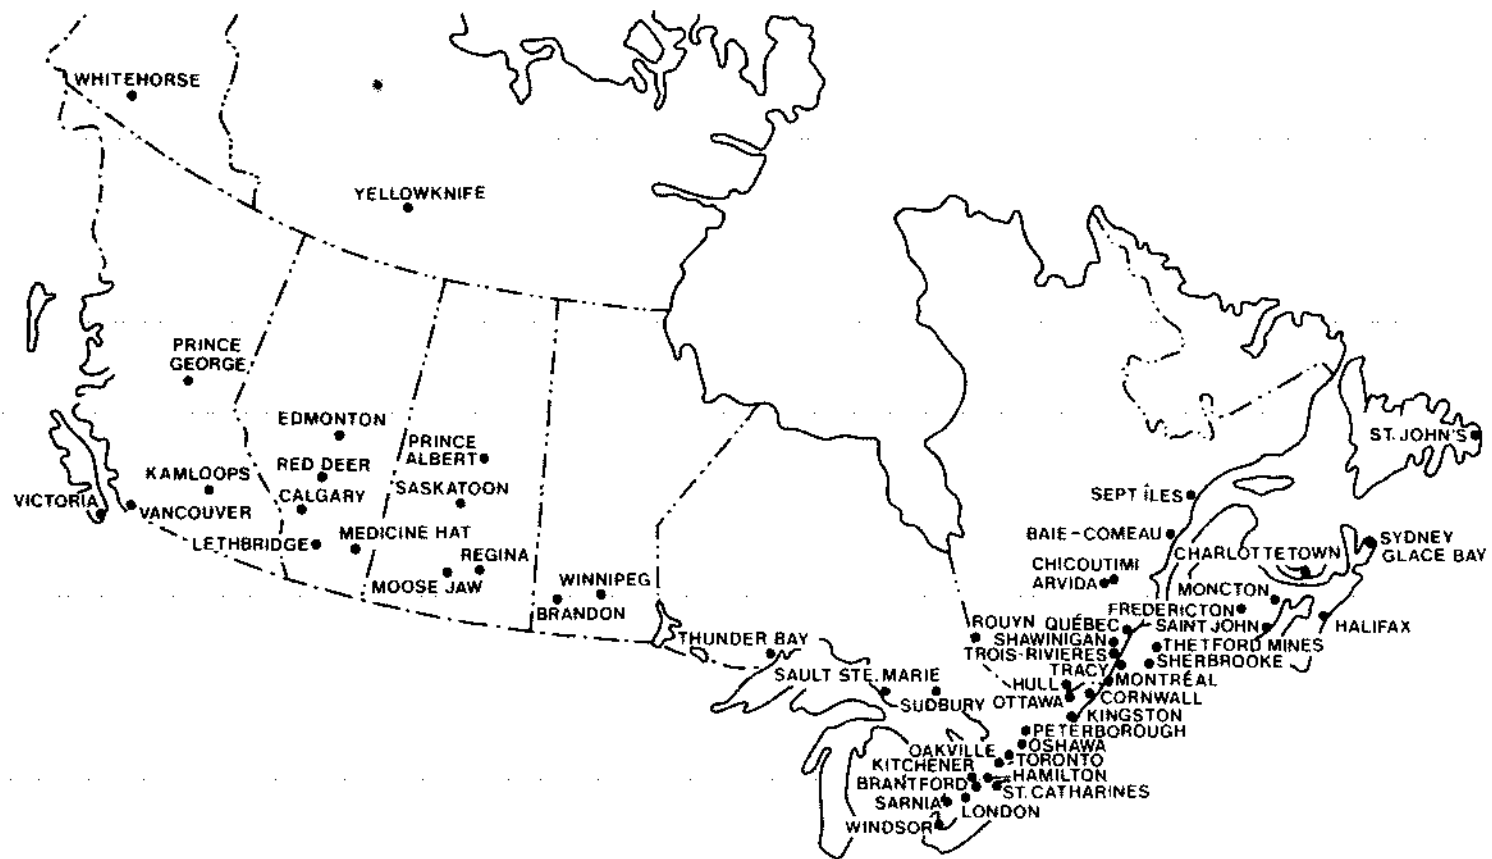 WHITEHORSE
YELLOWKNIFE
PRINCE
GEORGE
EDMONTON
PRINCE
ALBERT
RED DEER
KAMLOOPS
CALGARY
SASKATOON
VICTORIA
VANCOUVER
LETHBRIDGE
MEDICINE HAT
REGINA
MOOSE JAW
WINNIPEG
BRANDON
THUNDER BAY
SAULT STE. MARIE
SUDBURY
ST. JOHN'S
SEPT ÎLES
BAIE-COMEAU
SYDNEY
GLACE BAY
CHARLOTTETOWN
CHICOUTIMI
ARVIDA
MONCTON
FREDERICTON
ROUYN
QUÉBEC
SAINT JOHN
HALIFAX
SHAWINIGAN
THETFORD MINES
TROIS-RIVIERES
SHERBROOKE
TRACY
HULL
MONTRÉAL
OTTAWA
CORNWALL
KINGSTON
PETERBOROUGH
OAKVILLE
OSHAWA
TORONTO
KITCHENER
HAMILTON
BRANTFORD
ST. CATHARINES
SARNIA
LONDON
WINDSOR